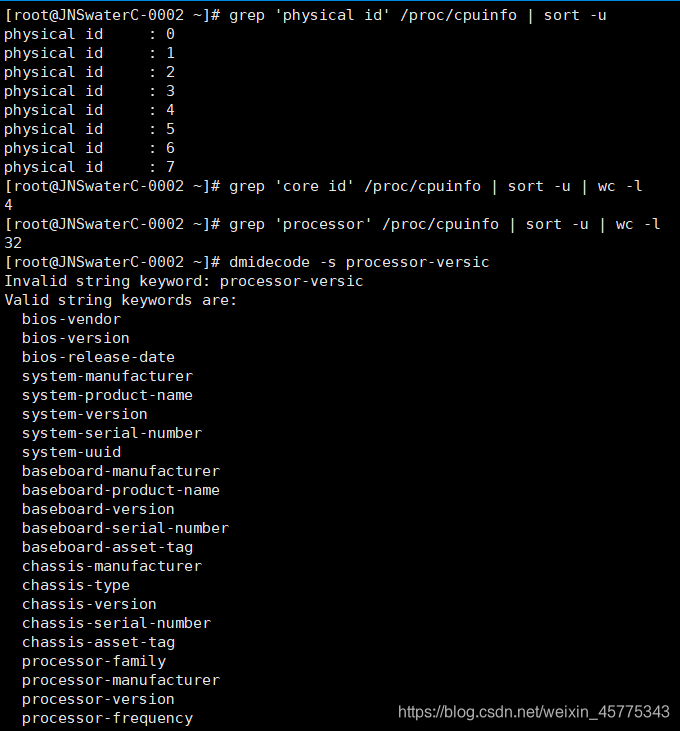 [root@JNSwaterC-0002 ~]# grep 'physical id' /proc/cpuinfo | sort -u
physical id     : 0
physical id     : 1
physical id     : 2
physical id     : 3
physical id     : 4
physical id     : 5
physical id     : 6
physical id     : 7
[root@JNSwaterC-0002 ~]# grep 'core id' /proc/cpuinfo | sort -u | wc -l
4
[root@JNSwaterC-0002 ~]# grep 'processor' /proc/cpuinfo | sort -u | wc -l
32
[root@JNSwaterC-0002 ~]# dmidecode -s processor-versic
Invalid string keyword: processor-versic
Valid string keywords are:
  bios-vendor
  bios-version
  bios-release-date
  system-manufacturer
  system-product-name
  system-version
  system-serial-number
  system-uuid
  baseboard-manufacturer
  baseboard-product-name
  baseboard-version
  baseboard-serial-number
  baseboard-asset-tag
  chassis-manufacturer
  chassis-type
  chassis-version
  chassis-serial-number
  chassis-asset-tag
  processor-family
  processor-manufacturer
  processor-version
  processor-frequency
https://blog.csdn.net/weixin_45775343